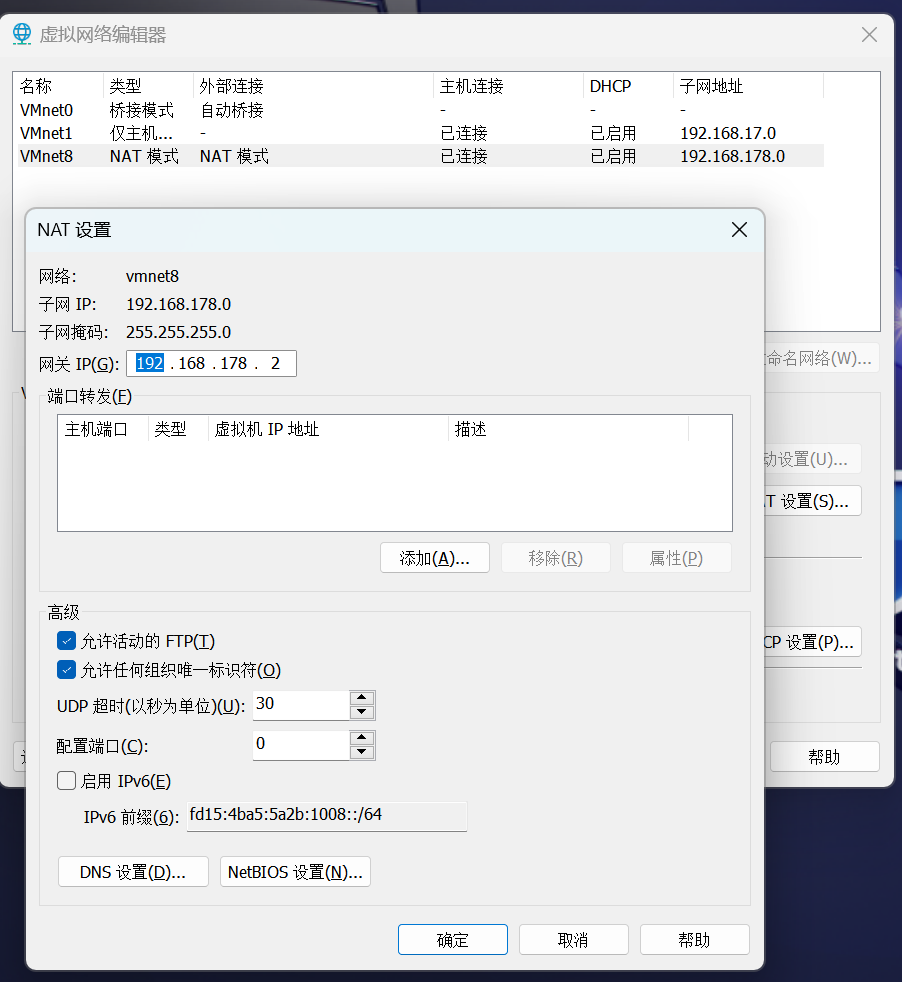 虚拟网络编辑器
名称 类型 外部连接 主机连接 DHCP 子网地址
VMnet0 桥接模式 自动桥接 - - -
VMnet1 仅主机... - 已连接 已启用 192.168.17.0
VMnet8 NAT 模式 NAT 模式 已连接 已启用 192.168.178.0
NAT 设置
网络: vmnet8
子网 IP: 192.168.178.0
子网掩码: 255.255.255.0
网关 IP(G): 192 . 168 . 178 . 2
命名网络(W)...
端口转发(F)
主机端口 类型 虚拟机 IP 地址 描述
动设置(U)...
T 设置(S)...
添加(A)... 移除(R) 属性(P)
高级
允许活动的 FTP(T)
CP 设置(P)...
允许任何组织唯一标识符(O)
UDP 超时(以秒为单位)(U): 30
配置端口(C): 0
帮助
启用 IPv6(E)
IPv6 前缀(6): fd15:4ba5:5a2b:1008::/64
DNS 设置(D)... NetBIOS 设置(N)...
确定 取消 帮助